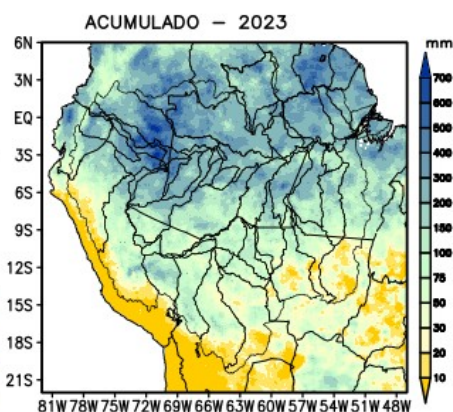 ACUMULADO – 2023
mm
6N
3N
EQ
3S
6S
9S
12S
15S
18S
21S
81W 78W 75W 72W 69W 66W 63W 60W 57W 54W 51W 48W
700
600
500
400
300
200
100
75
50
30
20
10